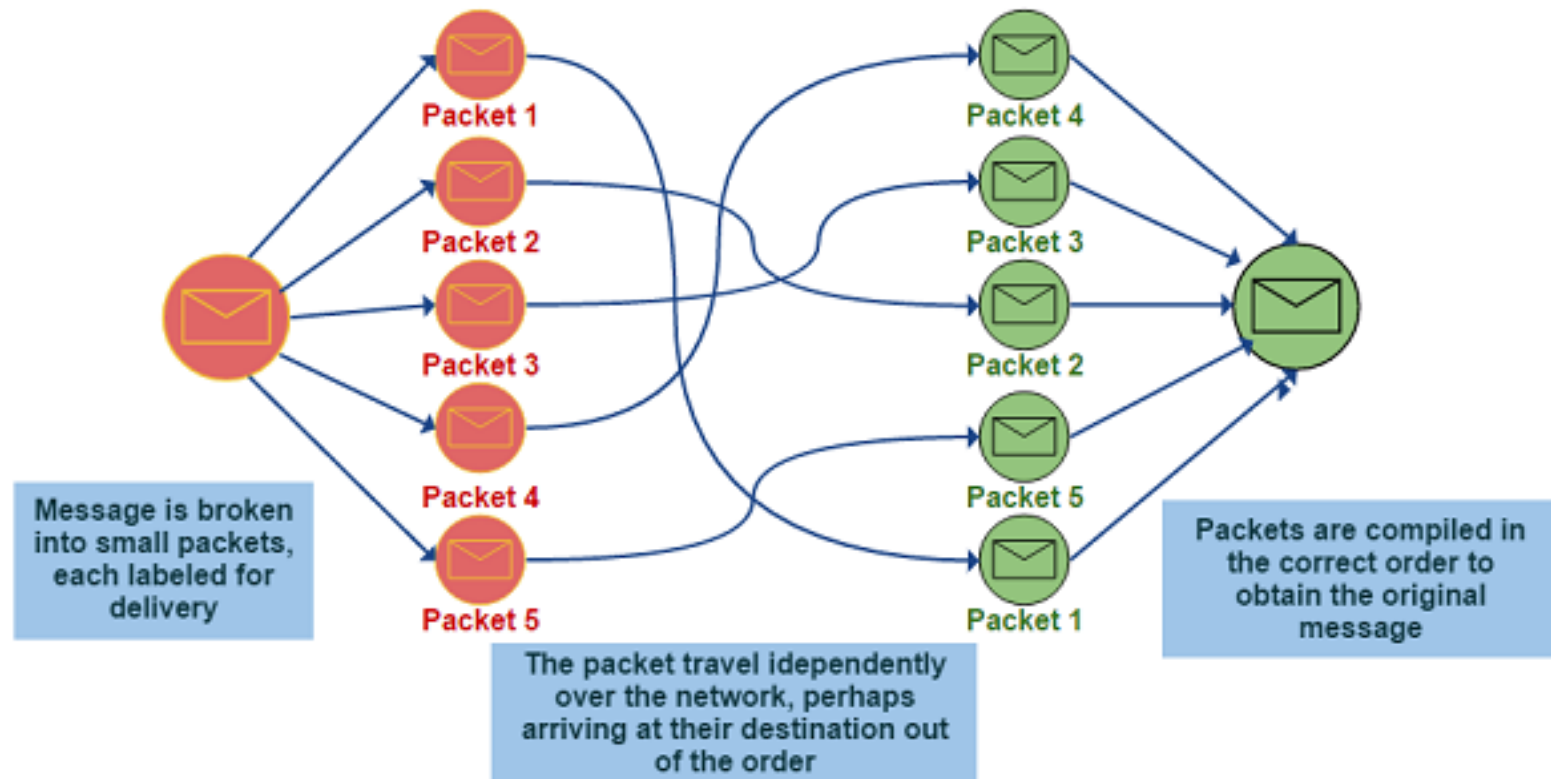 Packet 1
Packet 2
Packet 3
Packet 4
Packet 5
Packet 4
Packet 3
Packet 2
Packet 5
Packet 1
Message is broken
into small packets,
each labeled for
delivery
The packet travel idependently
over the network, perhaps
arriving at their destination out
of the order
Packets are compiled in
the correct order to
obtain the original
message